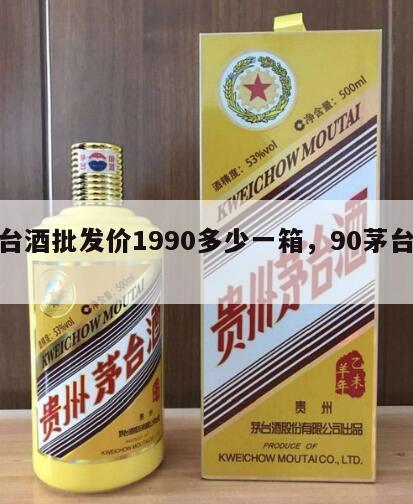 酒精度：53%vol
净含量：500ml
KWEICHOW MOUTAI
贵州茅台酒
台酒批发价1990多少一箱，90茅台
乙未
羊年
贵州
茅台酒股份有限公司出品
PRODUCE OF
KWEICHOW MOUTAI CO., LTD.
53%vol
500ml
KWEICHOW MOUTAI
贵州茅台酒